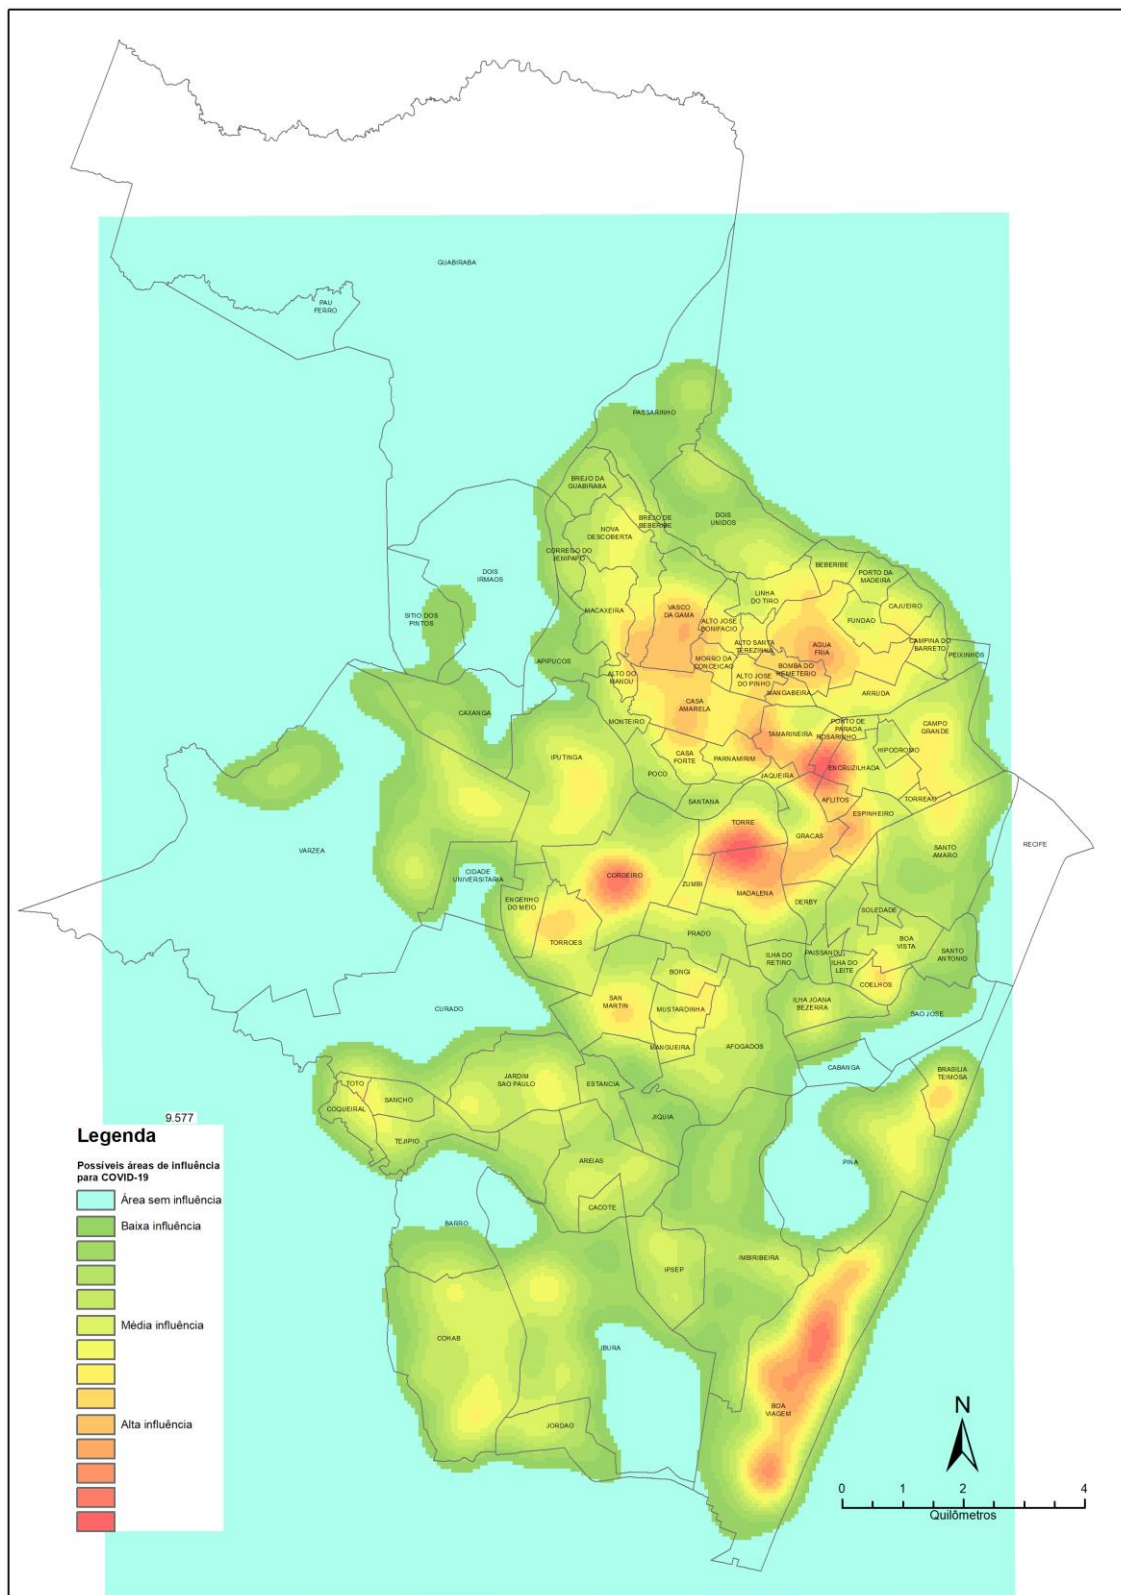 GUABIRABA
PAU
FERRO
PASSARINHO
BREJO DA
GUABIRABA
BREJO DE
BEBERIBE
DOIS
UNIDOS
NOVA
DESCOBERTA
CORREGO DO
JENIPAPO
DOIS
IRMAOS
BEBERIBE
PORTO DA
MADEIRA
LINHA
DO TIRO
CAJUEIRO
MACAXEIRA
VASCO
DA GAMA
SITIO DOS
PINTOS
ALTO JOSE
BONIFACIO
FUNDAO
ALTO SANTA
TEREZINHA
AGUA
FRIA
CAMPINA DO
BARRETO
PEIXINHOS
APIPUCOS
MORRO DA
CONCEICAO
BOMBA DO
HEMETERIO
ALTO DO
MANDU
ALTO JOSE
DO PINHO
MANGABEIRA
ARRUDA
CASA
AMARELA
CAXANGA
MONTEIRO
TAMARINEIRA
PONTO DE
PARADA
ROSARINHO
CAMPO
GRANDE
HIPODROMO
IPUTINGA
CASA
FORTE
PARNAMIRIM
ENCRUZILHADA
POCO
JAQUEIRA
SANTANA
AFLITOS
TORREAO
ESPINHEIRO
TORRE
GRACAS
VARZEA
SANTO
AMARO
RECIFE
CIDADE
UNIVERSITARIA
CORDEIRO
ZUMBI
MADALENA
ENGENHO
DO MEIO
DERBY
SOLEDADE
TORROES
PRADO
BOA
VISTA
ILHA DO
RETIRO
PAISSANDU
ILHA DO
LEITE
SANTO
ANTONIO
BONGI
COELHOS
SAN
MARTIN
MUSTARDINHA
ILHA JOANA
BEZERRA
CURADO
SAO JOSE
MANGUEIRA
AFOGADOS
CABANGA
BRASILIA
TEIMOSA
TOTO
JARDIM
SAO PAULO
ESTANCIA
SANCHO
COQUEIRAL
JIQUIA
TEJIPIO
AREIAS
PINA
CACOTE
BARRO
IMBIRIBEIRA
IPSEP
COHAB
IBURA
BOA
VIAGEM
JORDAO
9.577
Legenda
Possíveis áreas de influência
para COVID-19
Área sem influência
Baixa influência
Média influência
Alta influência
N
0 1 2 4
Quilômetros